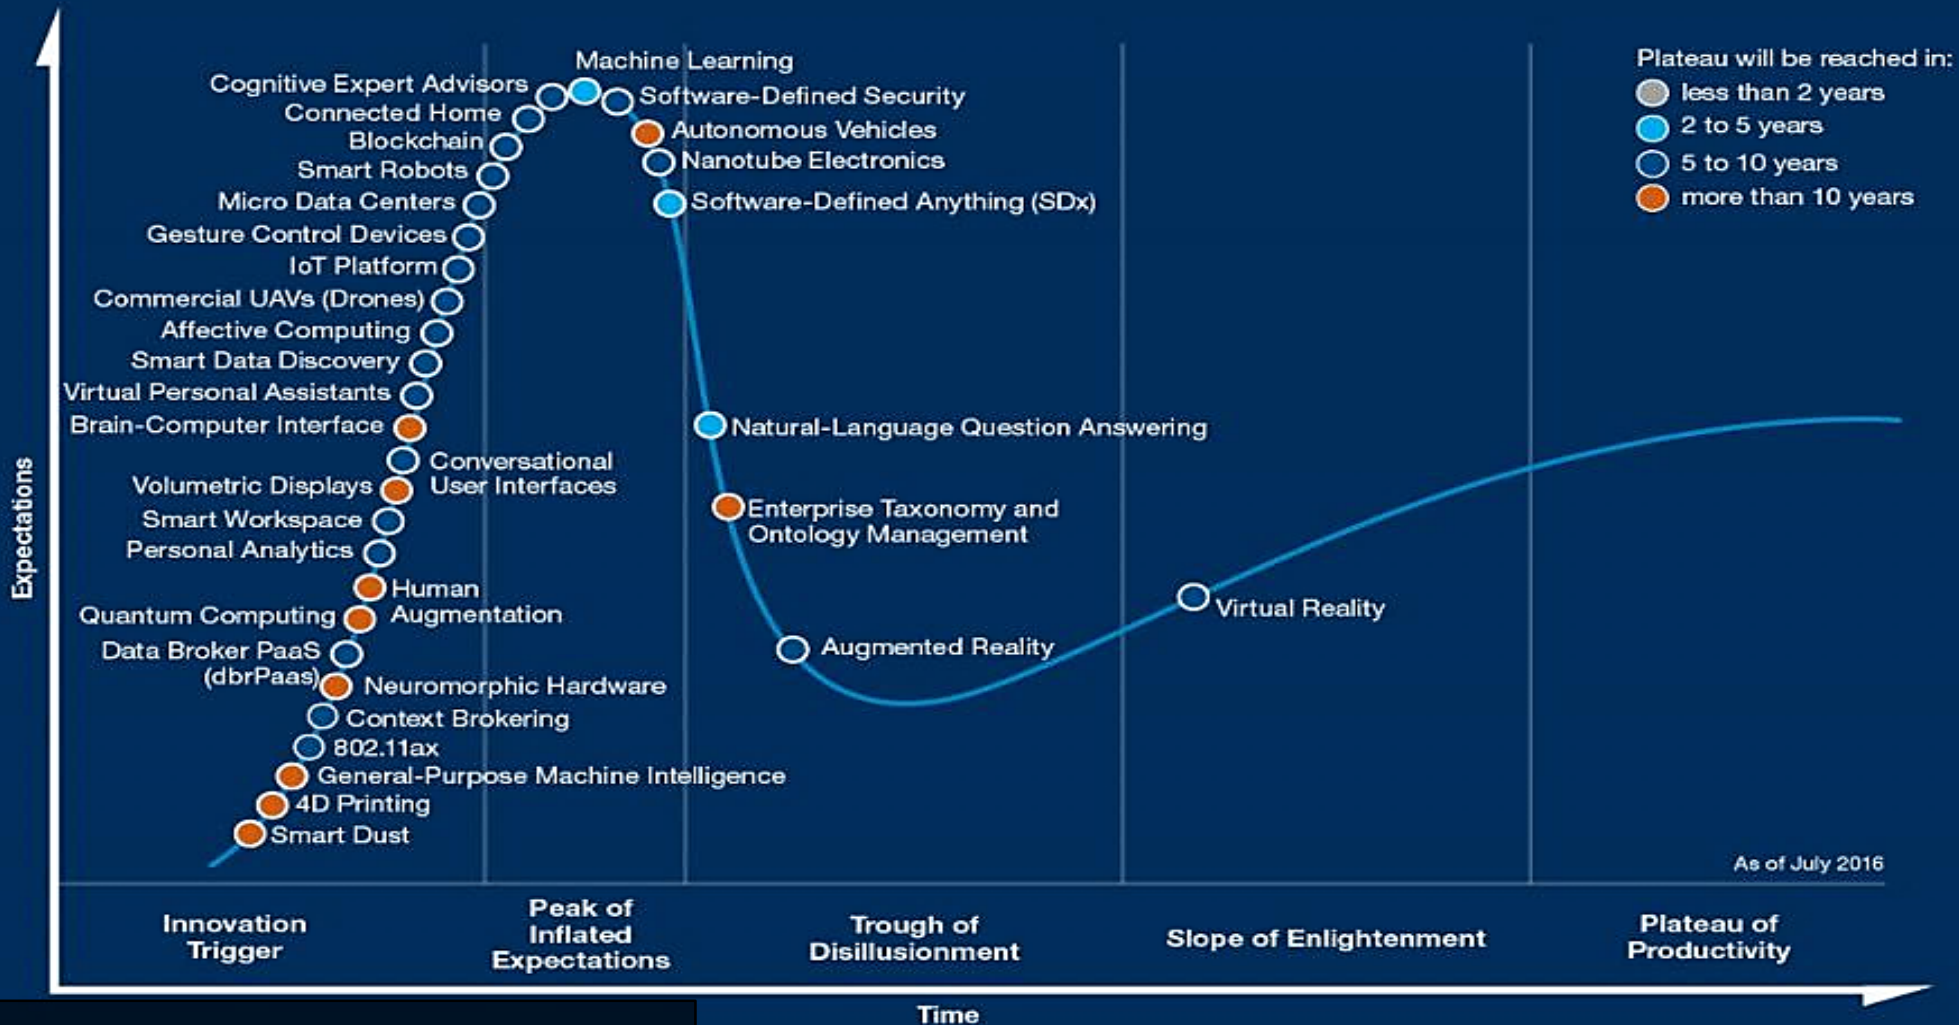 Machine Learning
Cognitive Expert Advisors
Software-Defined Security
Connected Home
Autonomous Vehicles
Blockchain
Nanotube Electronics
Smart Robots
Micro Data Centers
Software-Defined Anything (SDx)
Gesture Control Devices
IoT Platform
Commercial UAVs (Drones)
Affective Computing
Smart Data Discovery
Virtual Personal Assistants
Brain-Computer Interface
Natural-Language Question Answering
Conversational
User Interfaces
Volumetric Displays
Enterprise Taxonomy and
Ontology Management
Smart Workspace
Personal Analytics
Human
Augmentation
Quantum Computing
Virtual Reality
Data Broker PaaS
(dbrPaas)
Augmented Reality
Neuromorphic Hardware
Context Brokering
802.11ax
General-Purpose Machine Intelligence
4D Printing
Smart Dust
Plateau will be reached in:
less than 2 years
2 to 5 years
5 to 10 years
more than 10 years
As of July 2016
Expectations
Innovation
Trigger
Peak of
Inflated
Expectations
Trough of
Disillusionment
Slope of Enlightenment
Plateau of
Productivity
Time